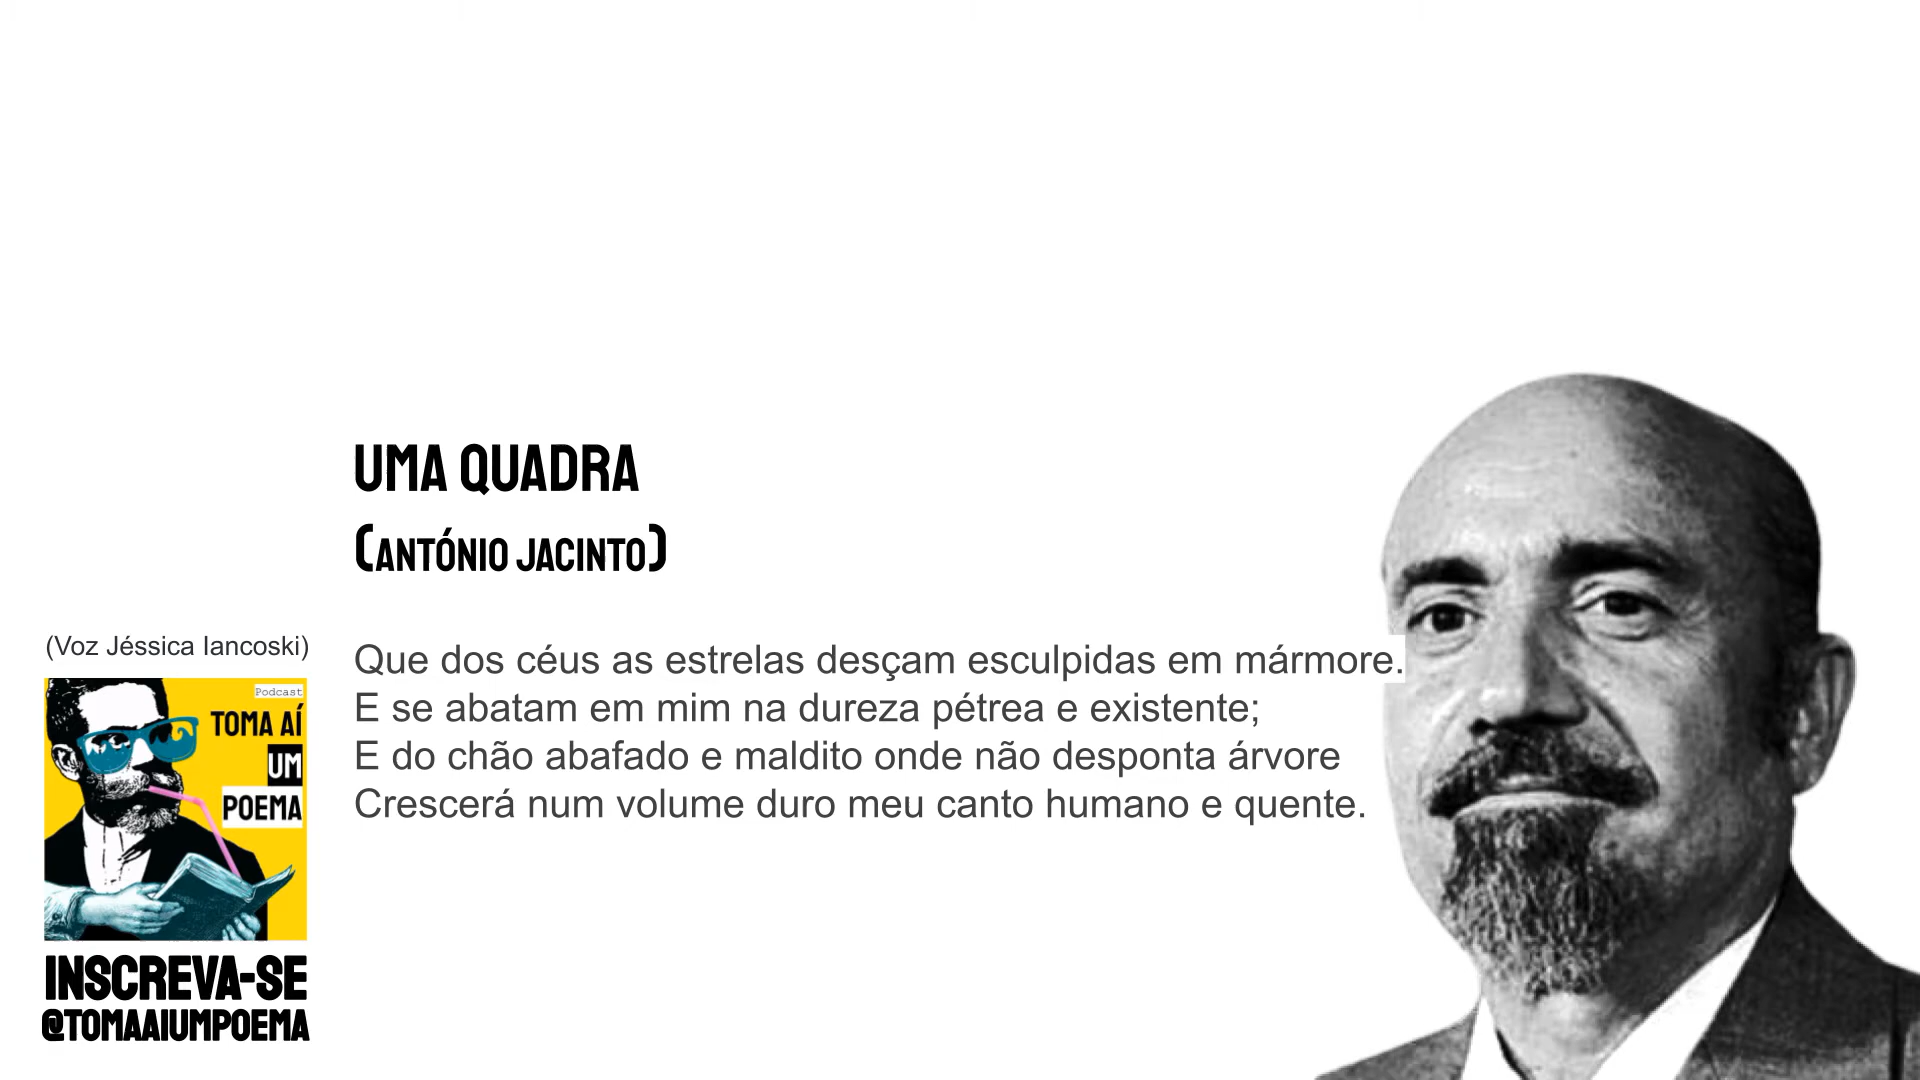 UMA QUADRA
(ANTÓNIO JACINTO)
Que dos céus as estrelas desçam esculpidas em mármore.
E se abatam em mim na dureza pétrea e existente;
E do chão abafado e maldito onde não desponta árvore
Crescerá num volume duro meu canto humano e quente.
(Voz Jéssica Iancoski)
Podcast
TOMA AÍ
UM
POEMA
INSCREVA-SE
@TOMAAIUMPOEMA